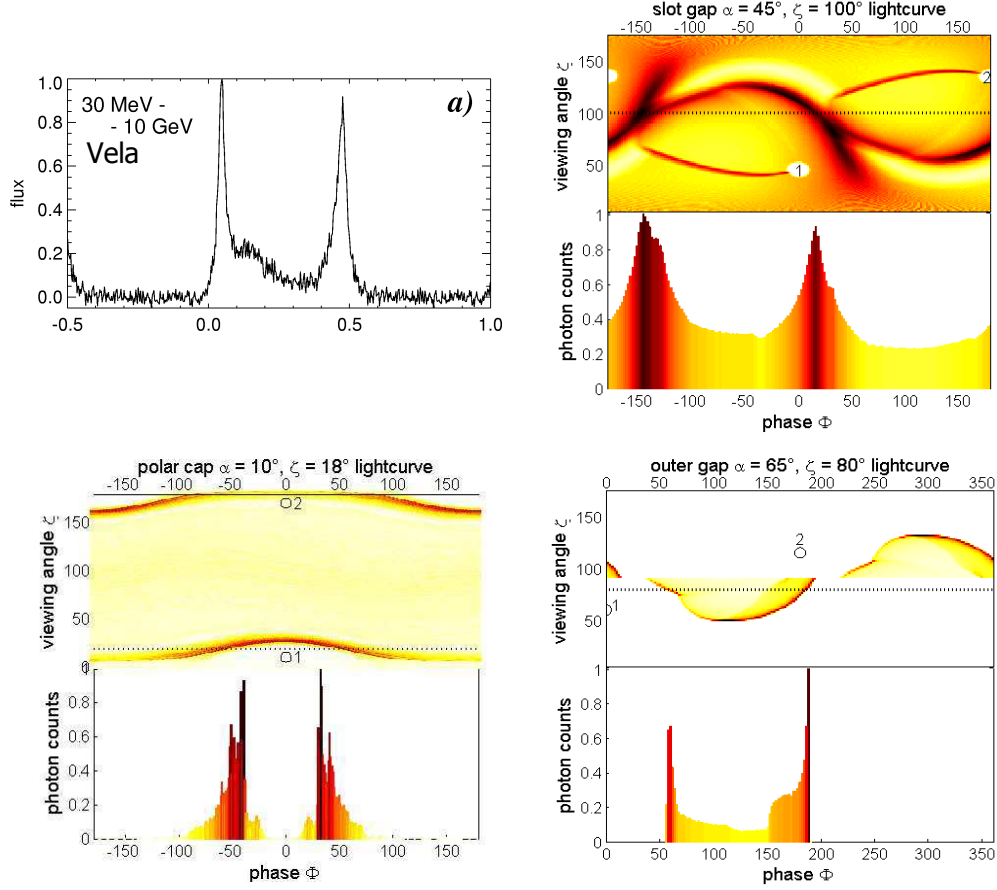 a)
30 MeV -
- 10 GeV
Vela
flux
1.0
0.8
0.6
0.4
0.2
0.0
-0.5 0.0 0.5 1.0
slot gap α = 45°, ζ = 100° lightcurve
-150 -100 -50 0 50 100 150
viewing angle ζ
150
100
50
2
1
photon counts
1
0.8
0.6
0.4
0.2
0
-150 -100 -50 0 50 100 150
phase Φ
polar cap α = 10°, ζ = 18° lightcurve
-150 -100 -50 0 50 100 150
viewing angle ζ
150
100
50
2
1
photon counts
1
0.8
0.6
0.4
0.2
0
-150 -100 -50 0 50 100 150
phase Φ
outer gap α = 65°, ζ = 80° lightcurve
0 50 100 150 200 250 300 350
viewing angle ζ
150
100
50
2
1
photon counts
1
0.8
0.6
0.4
0.2
0
0 50 100 150 200 250 300 350
phase Φ